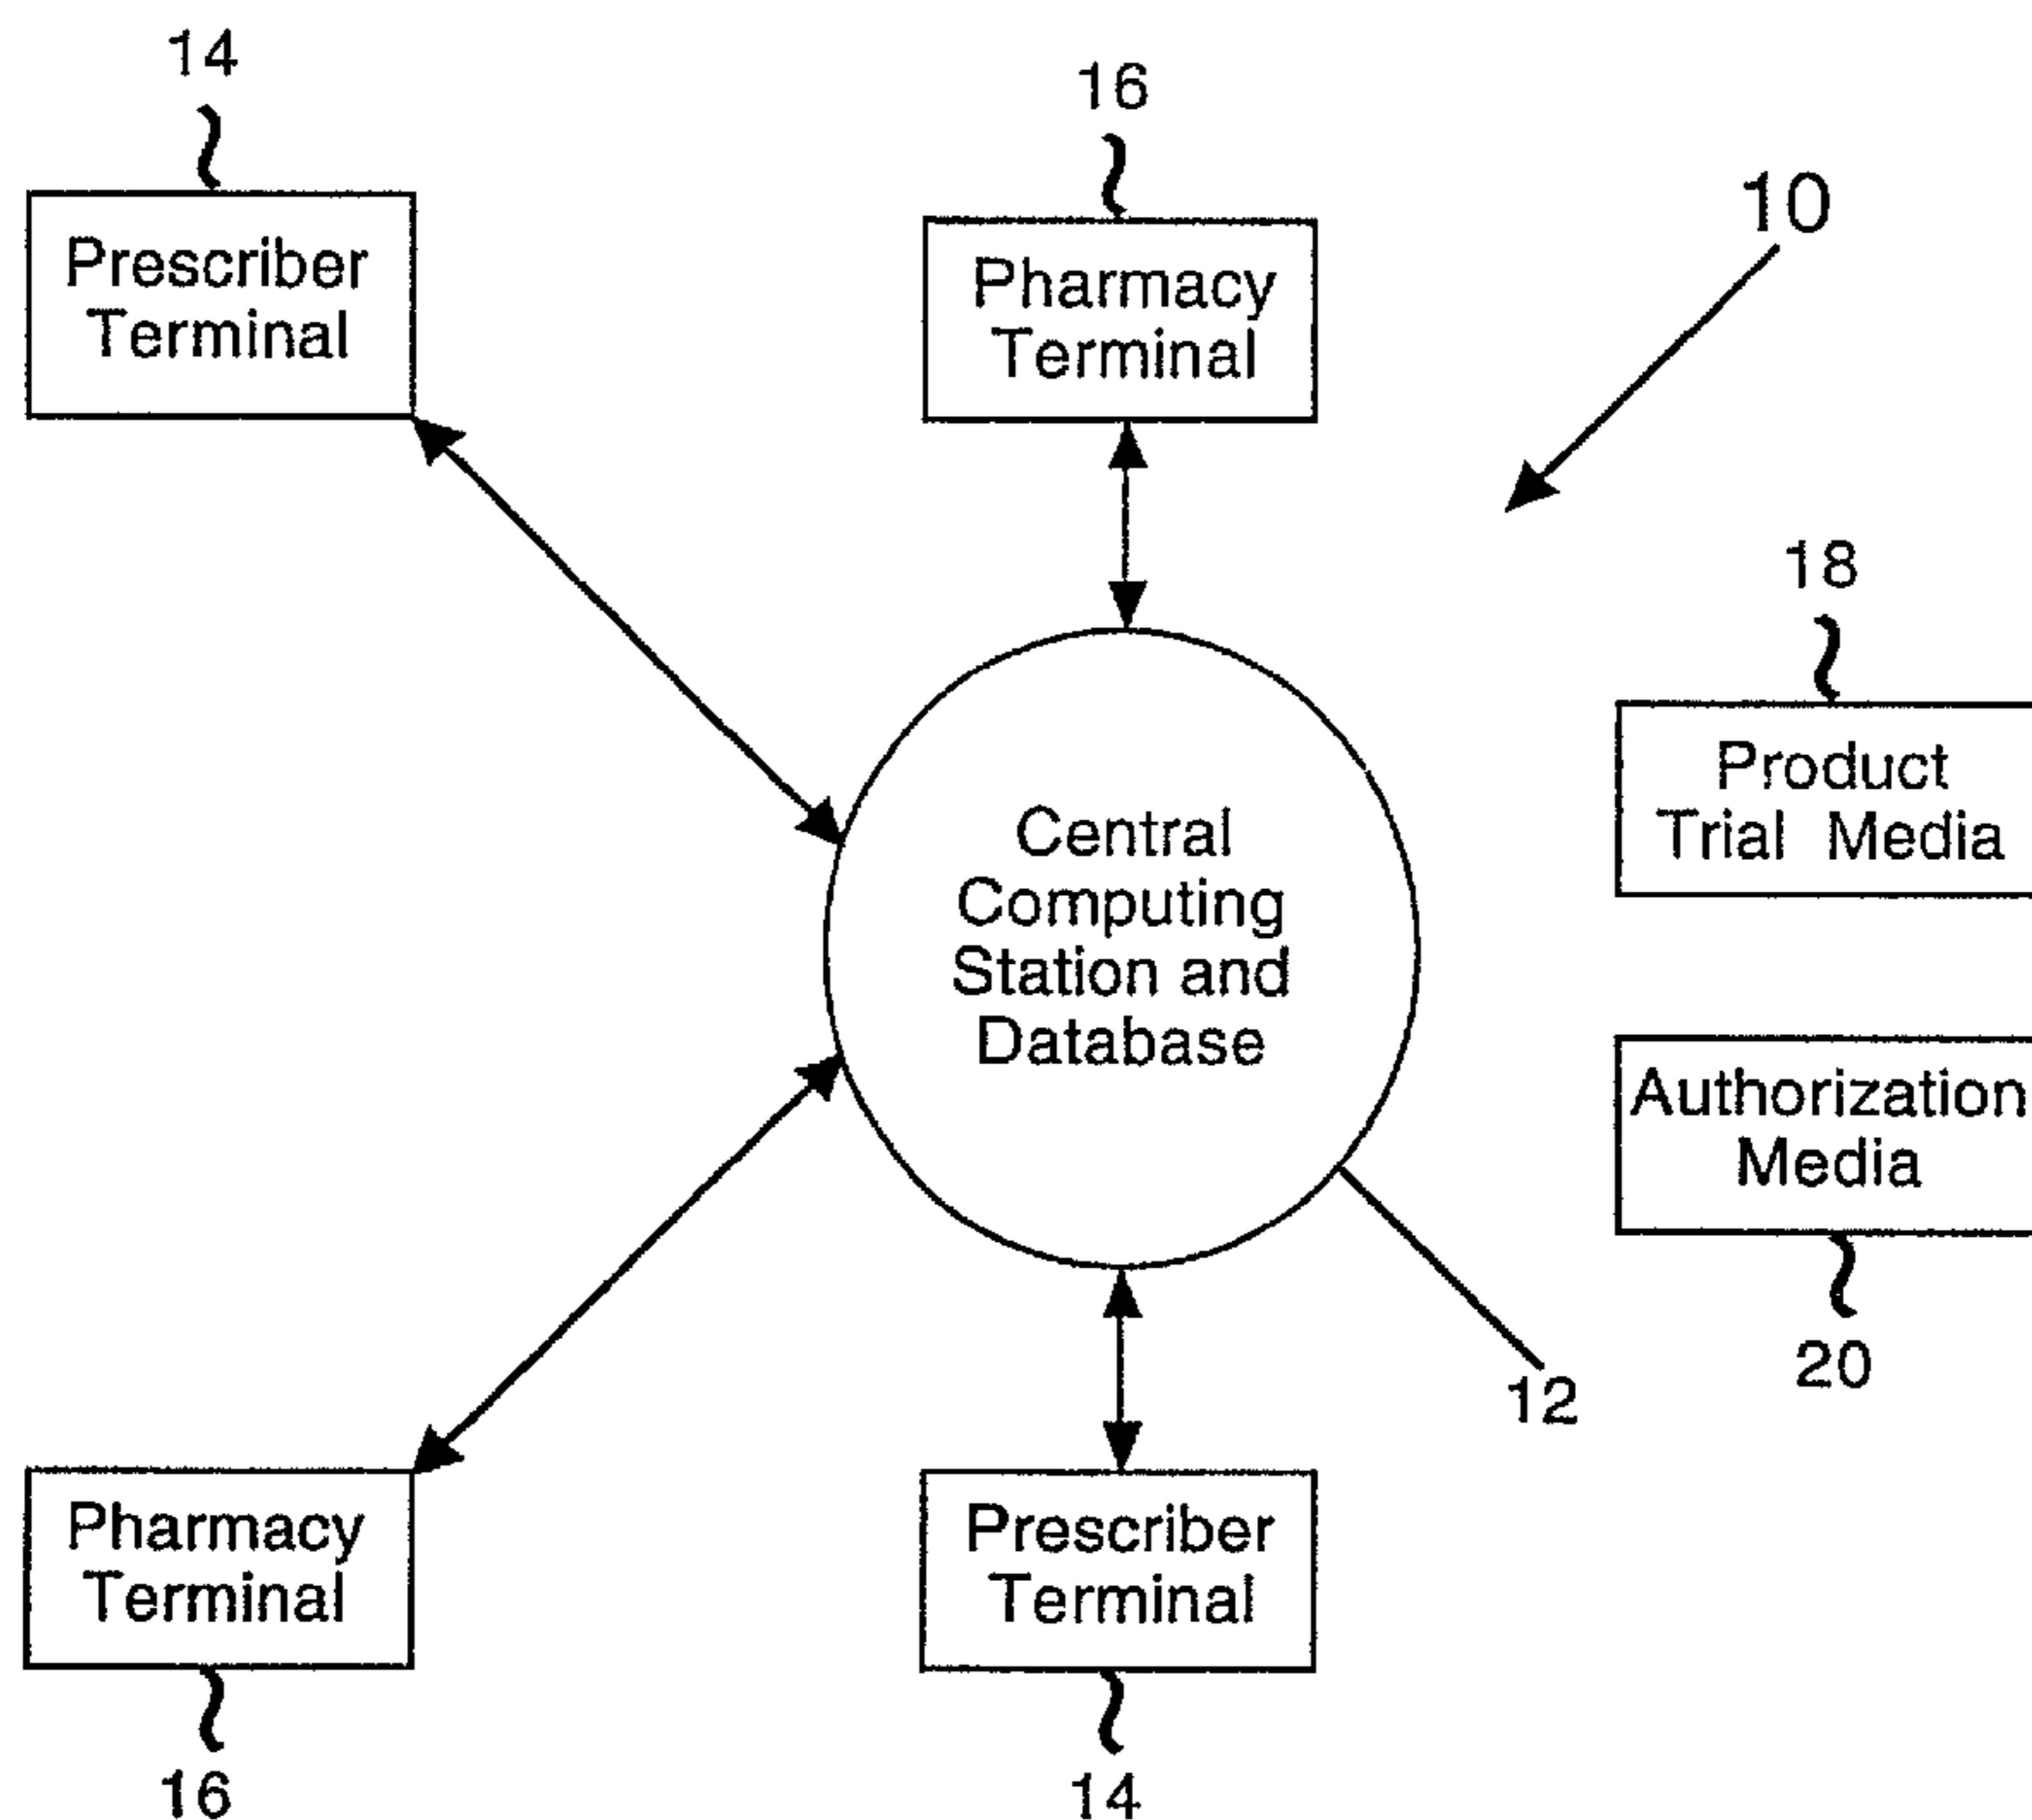 14
Prescriber
Terminal
16
Pharmacy
Terminal
10
18
Product
Trial Media
Central
Computing
Station and
Database
Authorization
Media
20
12
Pharmacy
Terminal
16
Prescriber
Terminal
14